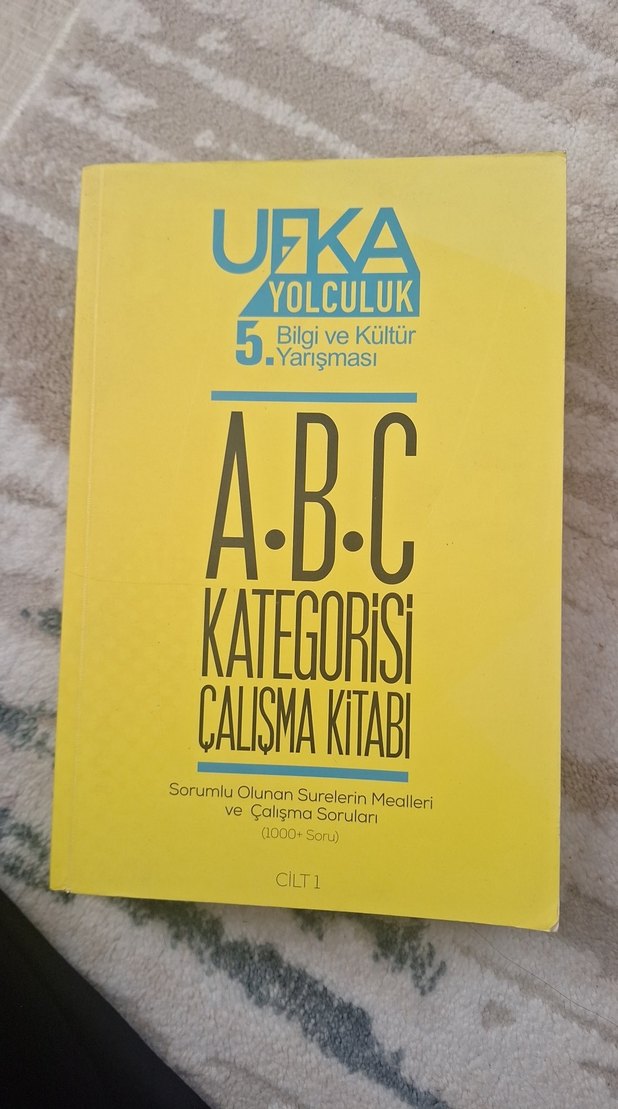 UFKA
YOLCULUK
5. Bilgi ve Kültür
Yarışması
A•B•C
KATEGORİSİ
ÇALIŞMA KİTABI
Sorumlu Olunan Surelerin Mealleri
ve Çalışma Soruları
(1000+ Soru)
CİLT 1